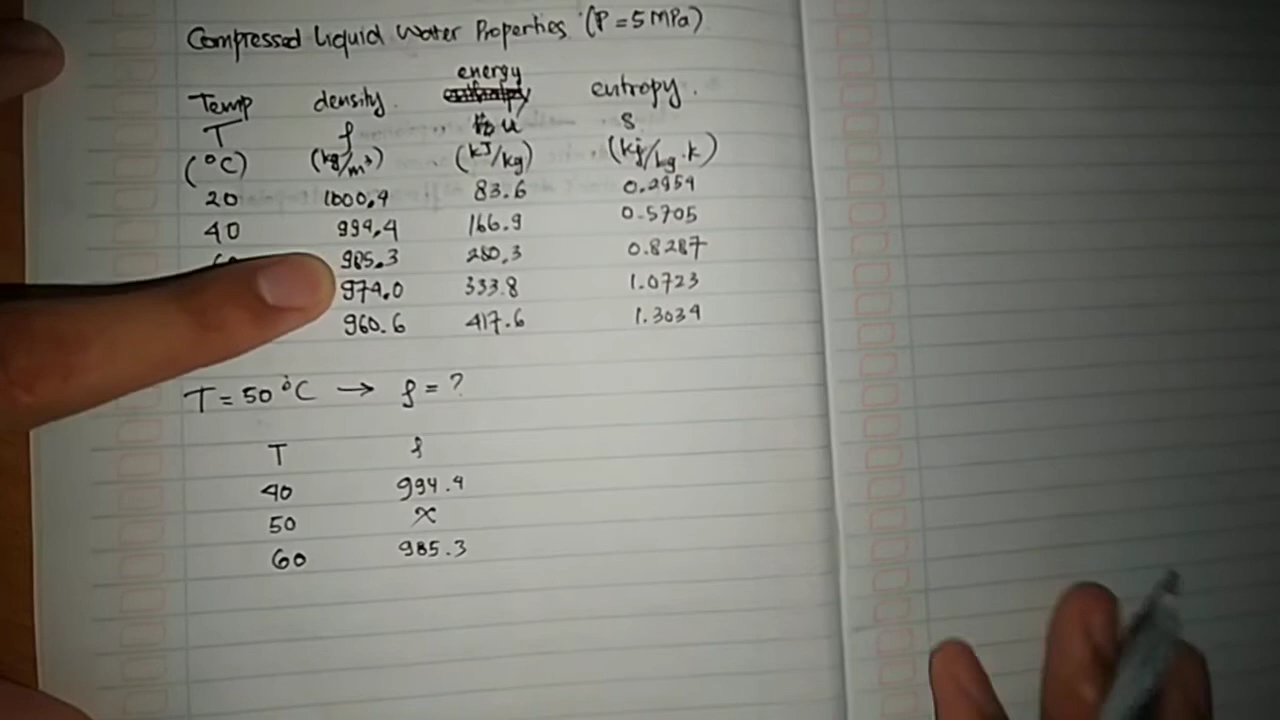 Compressed Liquid Water Properties (P = 5 MPa)
Temp density. energy entropy.
T ρ u s
(°C) (kg/m³) (kJ/kg) (kJ/kg.k)
20 1000.4 83.6 0.2954
40 994.4 166.9 0.5705
985.3 250.3 0.8287
974.0 333.8 1.0723
960.6 417.6 1.3034
T = 50°C → ρ = ?
T ρ
40 994.4
50 x
60 985.3